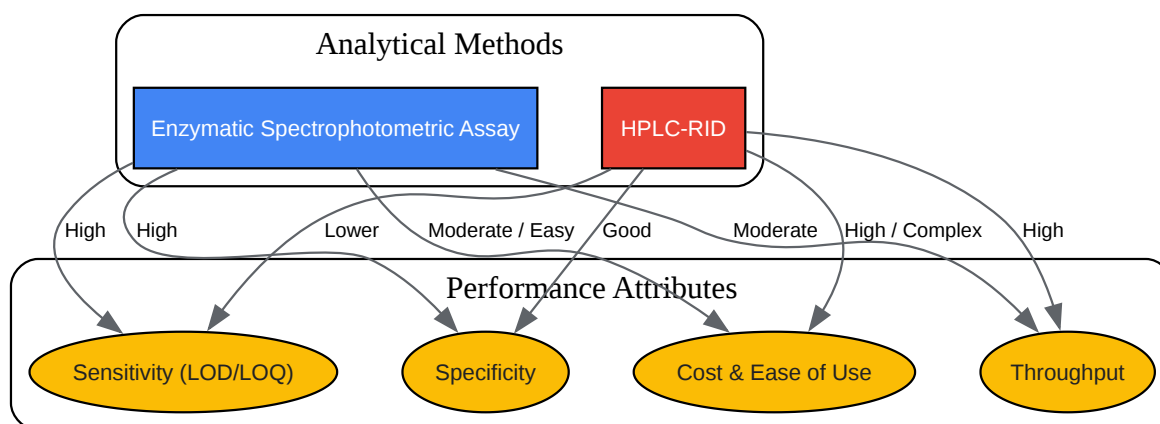 Analytical Methods
Enzymatic Spectrophotometric Assay
HPLC-RID
High
High
Lower
Moderate / Easy
Good
Moderate
High / Complex
High
Performance Attributes
Sensitivity (LOD/LOQ)
Specificity
Cost & Ease of Use
Throughput